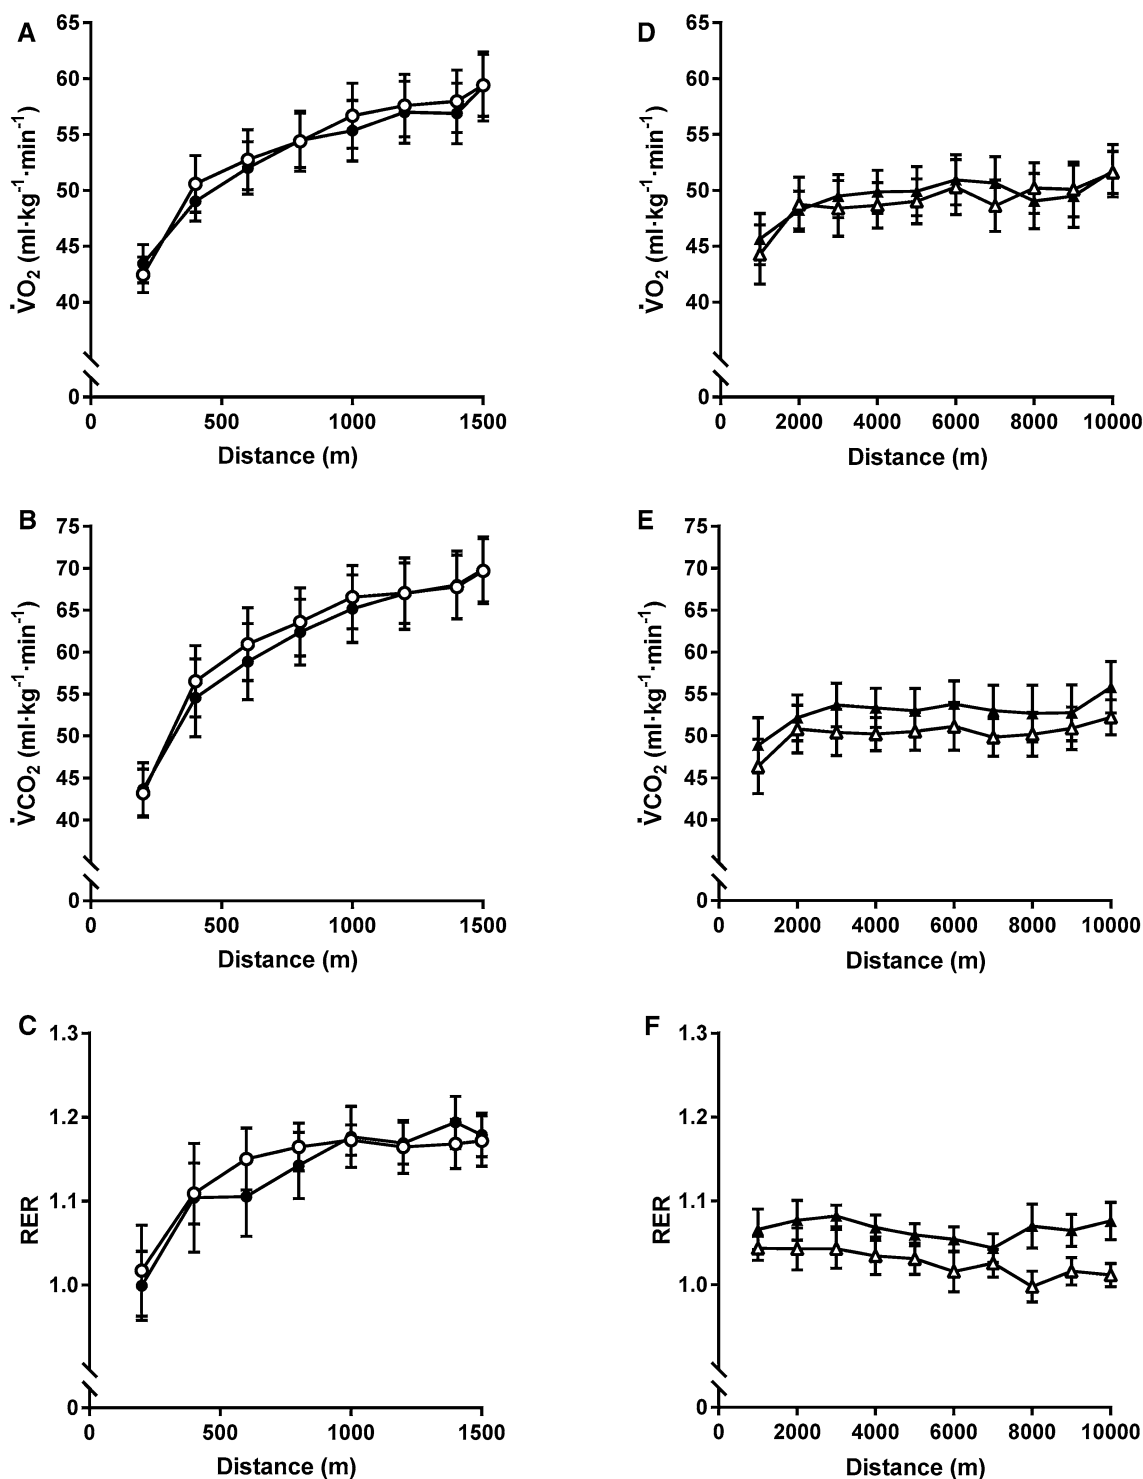 A
65
60
55
50
45
40
0
V̇O2 (ml·kg-1·min-1)
0 500 1000 1500
Distance (m)
D
65
60
55
50
45
40
0
V̇O2 (ml·kg-1·min-1)
0 2000 4000 6000 8000 10000
Distance (m)
B
75
70
65
60
55
50
45
40
0
V̇CO2 (ml·kg-1·min-1)
0 500 1000 1500
Distance (m)
E
75
70
65
60
55
50
45
40
0
V̇CO2 (ml·kg-1·min-1)
0 2000 4000 6000 8000 10000
Distance (m)
C
1.3
1.2
1.1
1.0
0
RER
0 500 1000 1500
Distance (m)
F
1.3
1.2
1.1
1.0
0
RER
0 2000 4000 6000 8000 10000
Distance (m)